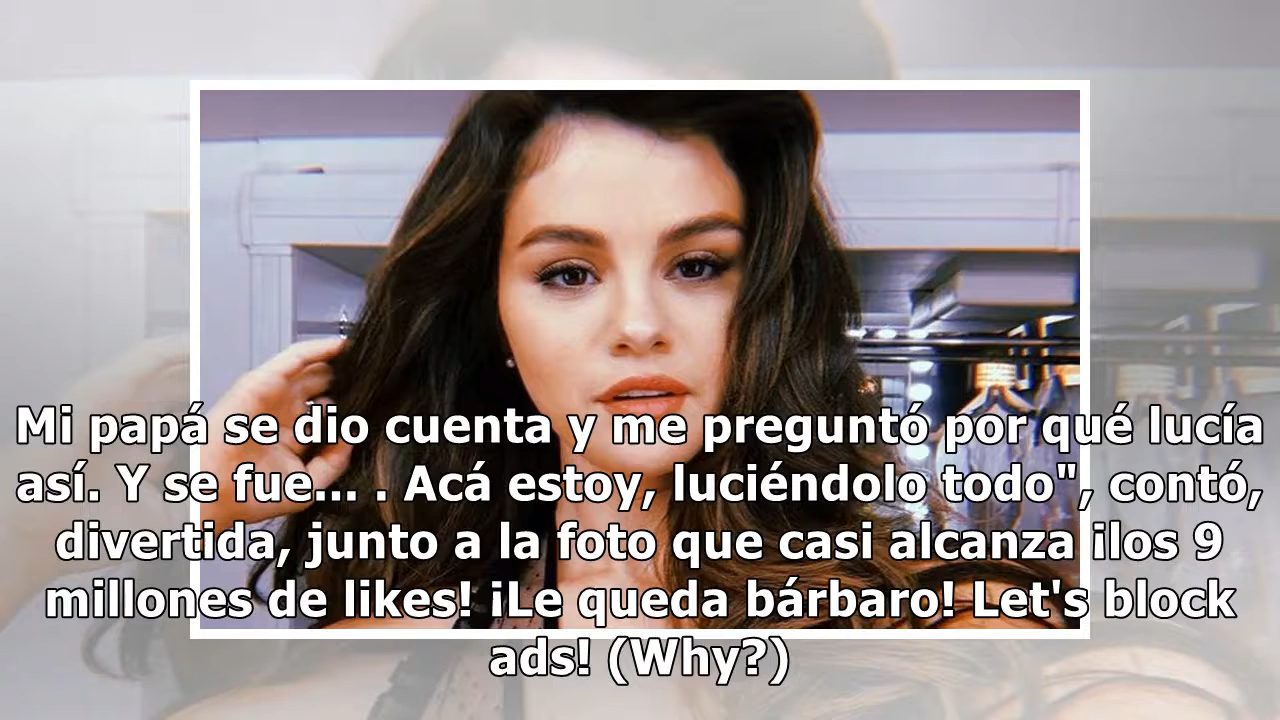 Mi papá se dio cuenta y me preguntó por qué lucía
así. Y se fue... . Acá estoy, luciéndolo todo", contó,
divertida, junto a la foto que casi alcanza ¡los 9
millones de likes! ¡Le queda bárbaro! Let's block
ads! (Why?)